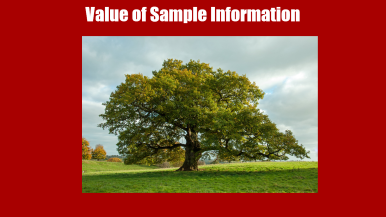 Value of Sample Information